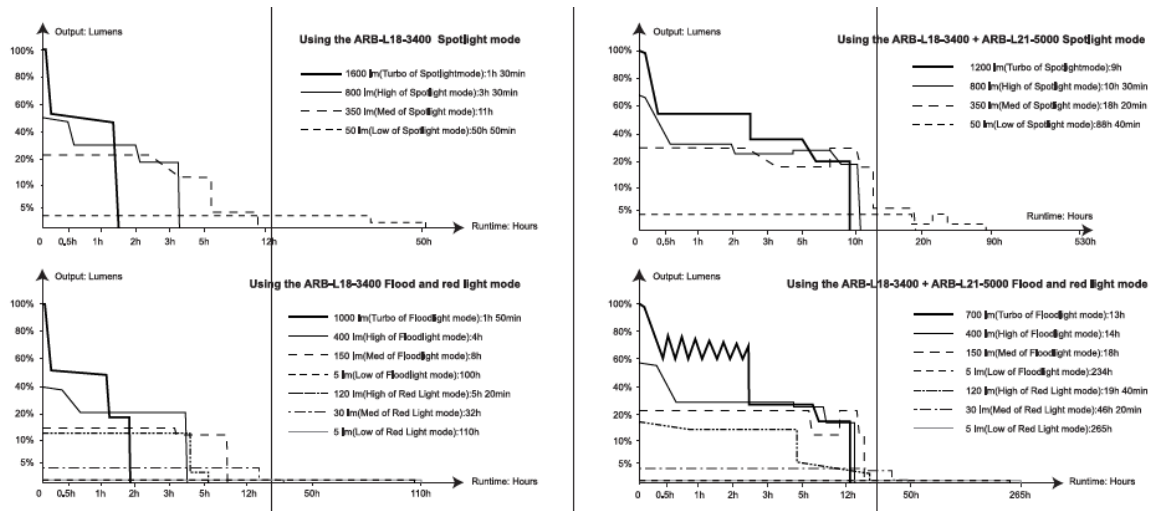 Output: Lumens
Using the ARB-L18-3400 Spotlight mode
100%
80%
60%
40%
20%
10%
5%
1600 lm(Turbo of Spotlightmode):1h 30min
800 lm(High of Spotlight mode):3h 30min
350 lm(Med of Spotlight mode):11h
50 lm(Low of Spotlight mode):50h 50min
0 0.5h 1h 2h 3h 5h 12h 50h
Runtime: Hours
Output: Lumens
Using the ARB-L18-3400 + ARB-L21-5000 Spotlight mode
100%
80%
60%
40%
20%
10%
5%
1200 lm(Turbo of Spotlightmode):9h
800 lm(High of Spotlight mode):10h 30min
350 lm(Med of Spotlight mode):18h 20min
50 lm(Low of Spotlight mode):88h 40min
Runtime: Hours
0 0.5h 1h 2h 3h 5h 10h 20h 90h 530h
Output: Lumens
Using the ARB-L18-3400 Flood and red light mode
100%
80%
60%
40%
20%
10%
5%
1000 lm(Turbo of Floodlight mode):1h 50min
400 lm(High of Floodlight mode):4h
150 lm(Med of Floodlight mode):8h
5 lm(Low of Floodlight mode):100h
120 lm(High of Red Light mode):5h 20min
30 lm(Med of Red Light mode):32h
5 lm(Low of Red Light mode):110h
0 0.5h 1h 2h 3h 5h 50h 110h
Runtime: Hours
Output: Lumens
Using the ARB-L18-3400 + ARB-L21-5000 Flood and red light mode
100%
80%
60%
40%
20%
10%
5%
700 lm(Turbo of Floodlight mode):13h
400 lm(High of Floodlight mode):14h
150 lm(Med of Floodlight mode):18h
5 lm(Low of Floodlight mode):234h
120 lm(High of Red Light mode):19h 40min
30 lm(Med of Red Light mode):46h 20min
5 lm(Low of Red Light mode):265h
0 0.5h 1h 2h 3h 5h 12h 50h 265h
Runtime: Hours